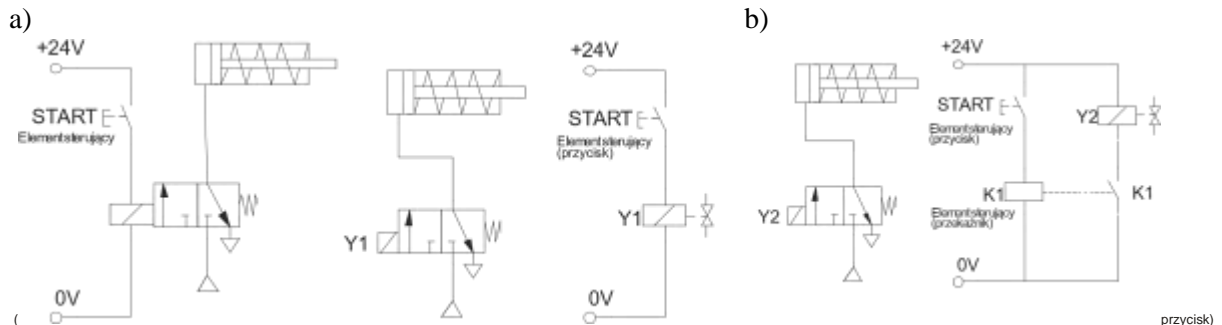 a)
+24V
START
Elementsterujący
0V
Y1
+24V
START
Elementsterujący
(przycisk)
Y1
0V
b)
Y2
+24V
START
Elementsterujący
(przycisk)
K1
Elementsterujący
(przekaźnik)
0V
Y2
K1
(
przycisk)